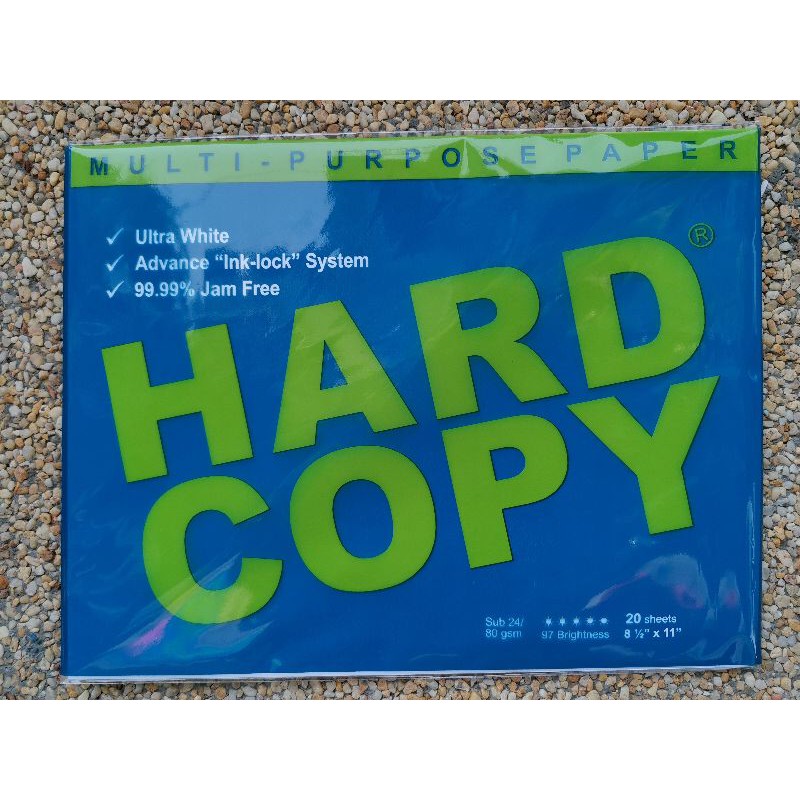 MULTI-PURPOSE PAPER
✓ Ultra White
✓ Advance “Ink-lock” System
✓ 99.99% Jam Free
HARD®
COPY
Sub 24/
80 gsm
97 Brightness
20 sheets
8 ½” x 11”